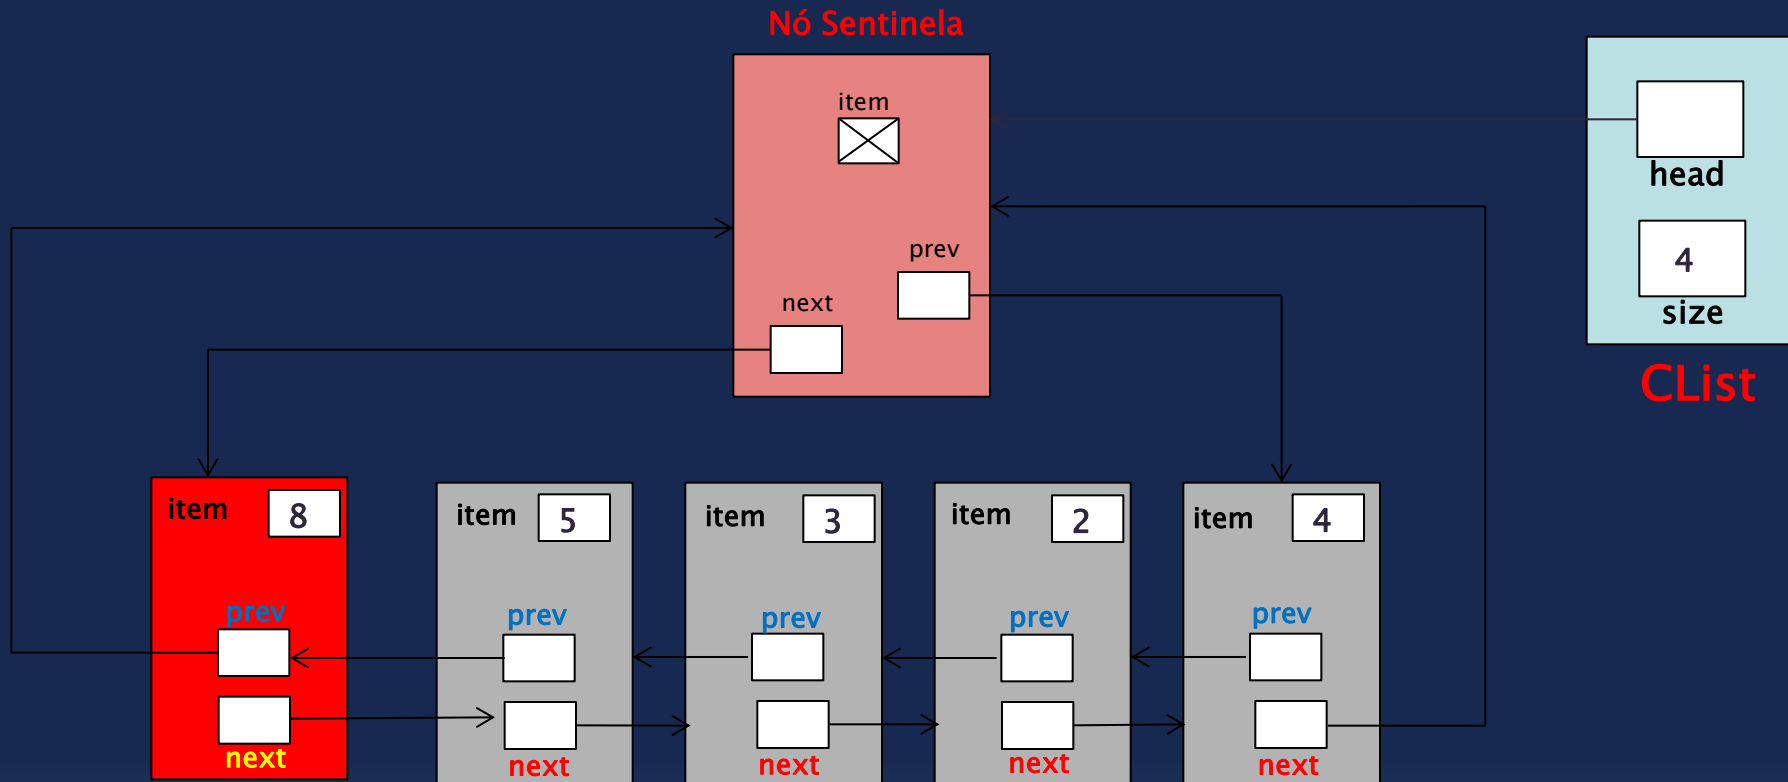 Nó Sentinela
item
head
prev
4
next
size
CList
item 8
item 5
item 3
item 2
item 4
prev
prev
prev
prev
prev
next
next
next
next
next